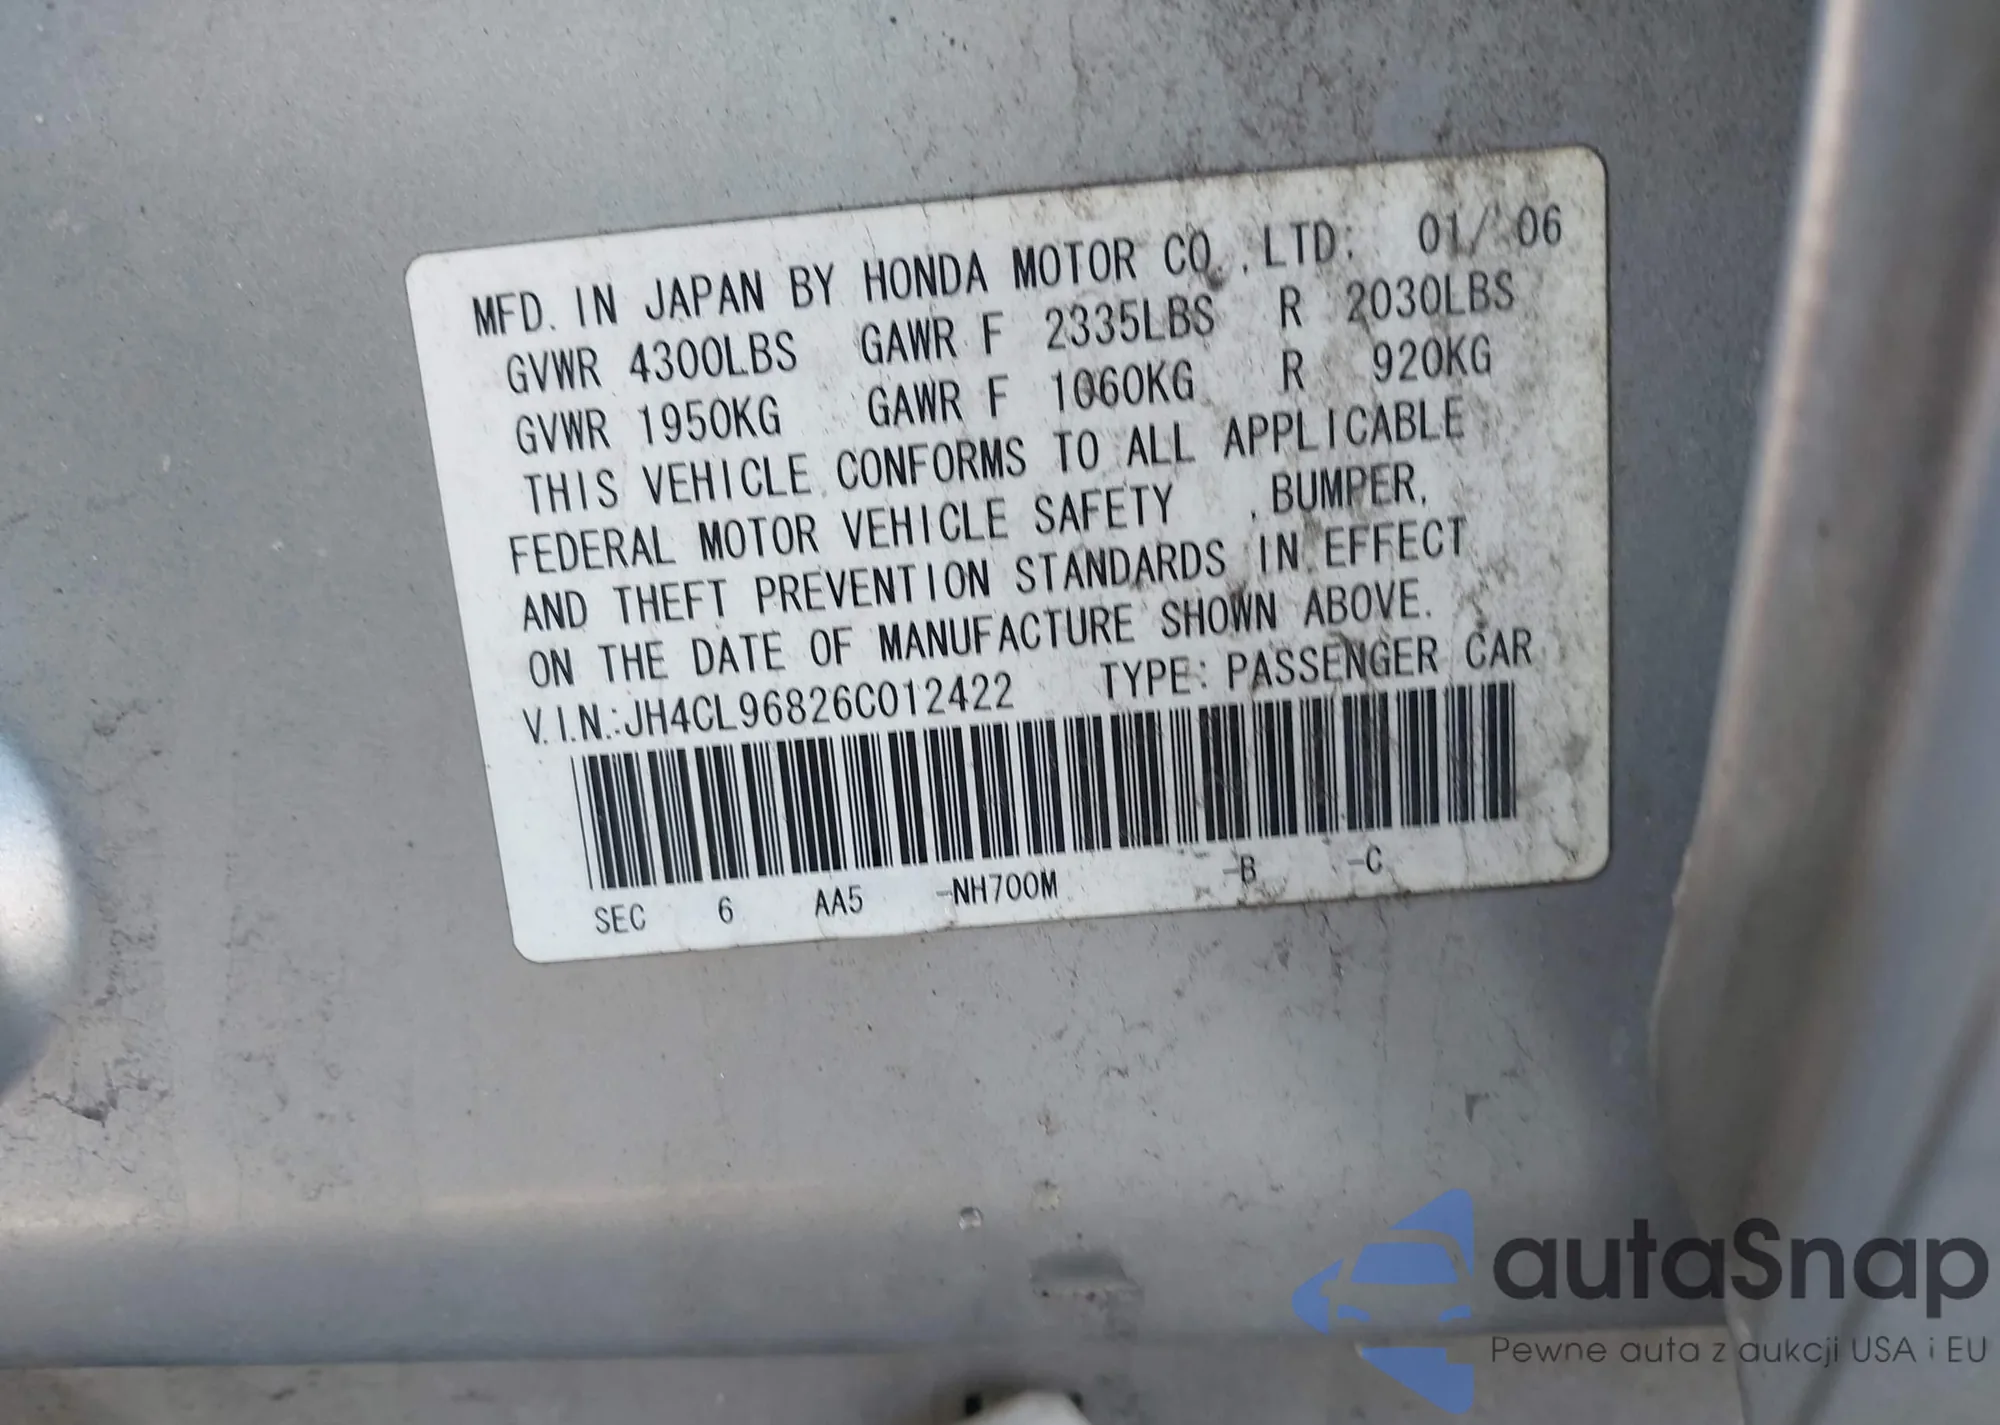 MFD. IN JAPAN BY HONDA MOTOR CO.,LTD. 01/ 06
GVWR 4300LBS GAWR F 2335LBS R 2030LBS
GVWR 1950KG GAWR F 1060KG R 920KG
THIS VEHICLE CONFORMS TO ALL APPLICABLE
FEDERAL MOTOR VEHICLE SAFETY , BUMPER,
AND THEFT PREVENTION STANDARDS IN EFFECT
ON THE DATE OF MANUFACTURE SHOWN ABOVE.
V.I.N.:JH4CL96826C012422 TYPE: PASSENGER CAR
SEC 6 AA5 -NH700M -B -C
autaSnap
Pewne auta z aukcji USA i EU